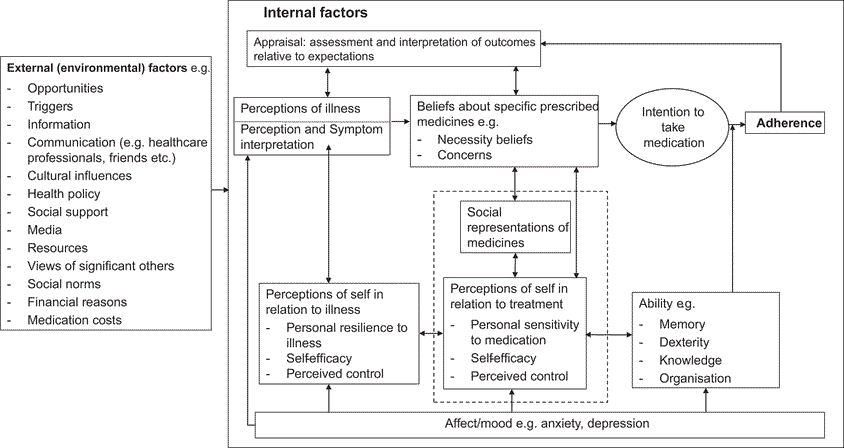 Internal factors
Appraisal: assessment and interpretation of outcomes
relative to expectations
External (environmental) factors e.g.
- Opportunities
- Triggers
- Information
- Communication (e.g. healthcare
professionals, friends etc.)
- Cultural influences
- Health policy
- Social support
- Media
- Resources
- Views of significant others
- Social norms
- Financial reasons
- Medication costs
Perceptions of illness
Perception and Symptom
interpretation
Beliefs about specific prescribed
medicines e.g.
- Necessity beliefs
- Concerns
Intention to
take
medication
Adherence
Social
representations of
medicines
Perceptions of self in
relation to illness
- Personal resilience to
illness
- Selfefficacy
- Perceived control
Perceptions of self in
relation to treatment
- Personal sensitivity
to medication
- Selfefficacy
- Perceived control
Ability e.g.
- Memory
- Dexterity
- Knowledge
- Organisation
Affect/mood e.g. anxiety, depression